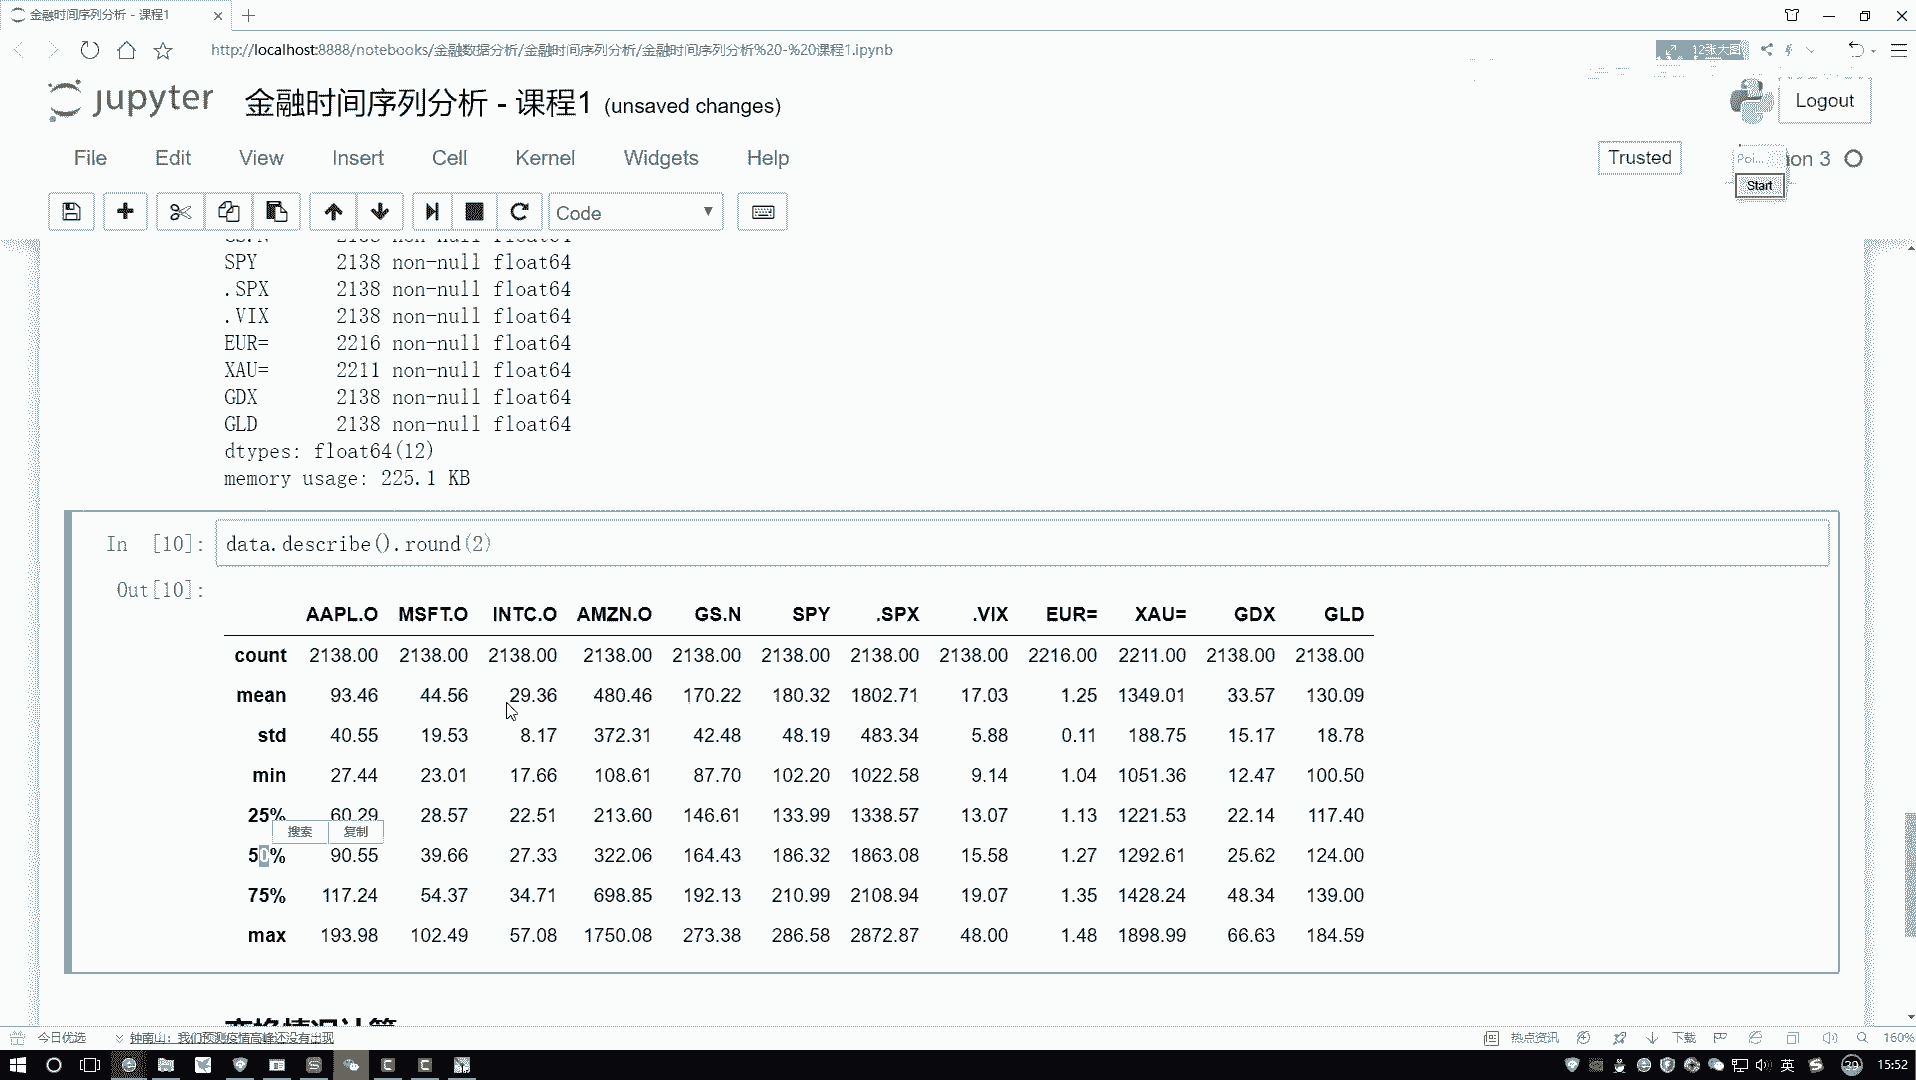 金融时间序列分析 - 课程1
http://localhost:8888/notebooks/金融数据分析/金融时间序列分析/金融时间序列分析%20-%20课程1.ipynb
12张大图
jupyter 金融时间序列分析 - 课程1 (unsaved changes)
Logout
File Edit View Insert Cell Kernel Widgets Help
Trusted
Poi...
on 3
Start
Code
SPY 2138 non-null float64
.SPX 2138 non-null float64
.VIX 2138 non-null float64
EUR= 2216 non-null float64
XAU= 2211 non-null float64
GDX 2138 non-null float64
GLD 2138 non-null float64
dtypes: float64(12)
memory usage: 225.1 KB
In [10]: data.describe().round(2)
Out[10]:
AAPL.O MSFT.O INTC.O AMZN.O GS.N SPY .SPX .VIX EUR= XAU= GDX GLD
count 2138.00 2138.00 2138.00 2138.00 2138.00 2138.00 2138.00 2138.00 2216.00 2211.00 2138.00 2138.00
mean 93.46 44.56 29.36 480.46 170.22 180.32 1802.71 17.03 1.25 1349.01 33.57 130.09
std 40.55 19.53 8.17 372.31 42.48 48.19 483.34 5.88 0.11 188.75 15.17 18.78
min 27.44 23.01 17.66 108.61 87.70 102.20 1022.58 9.14 1.04 1051.36 12.47 100.50
25% 60.29 28.57 22.51 213.60 146.61 133.99 1338.57 13.07 1.13 1221.53 22.14 117.40
搜索 复制
50% 90.55 39.66 27.33 322.06 164.43 186.32 1863.08 15.58 1.27 1292.61 25.62 124.00
75% 117.24 54.37 34.71 698.85 192.13 210.99 2108.94 19.07 1.35 1428.24 48.34 139.00
max 193.98 102.49 57.08 1750.08 273.38 286.58 2872.87 48.00 1.48 1898.99 66.63 184.59
今日优选 钟南山：我们预测疫情高峰还没有出现
热点资讯 下载 160%
英 39 15:52